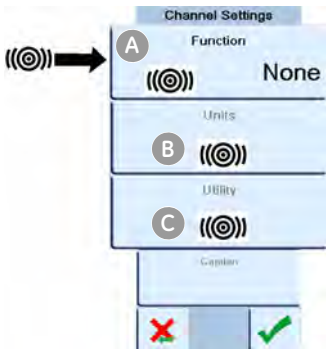 Channel Settings
A
Function
None
Units
B
Utility
C
Caption